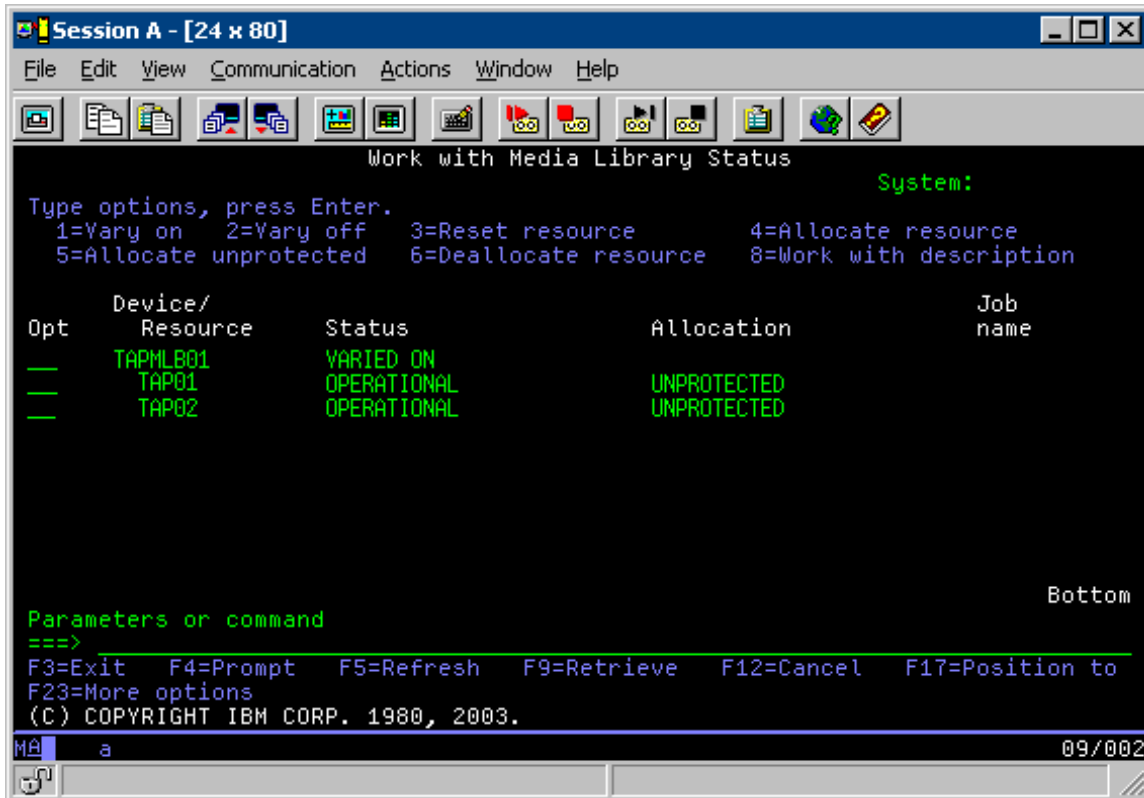 Session A - [24 x 80]
File Edit View Communication Actions Window Help
Work with Media Library Status
System:
Type options, press Enter.
1=Vary on 2=Vary off 3=Reset resource 4=Allocate resource
5=Allocate unprotected 6=Deallocate resource 8=Work with description
Device/ Job
Opt Resource Status Allocation name
TAPMLB01 VARIED ON
TAP01 OPERATIONAL UNPROTECTED
TAP02 OPERATIONAL UNPROTECTED
Bottom
Parameters or command
===>
F3=Exit F4=Prompt F5=Refresh F9=Retrieve F12=Cancel F17=Position to
F23=More options
(C) COPYRIGHT IBM CORP. 1980, 2003.
MA a 09/002